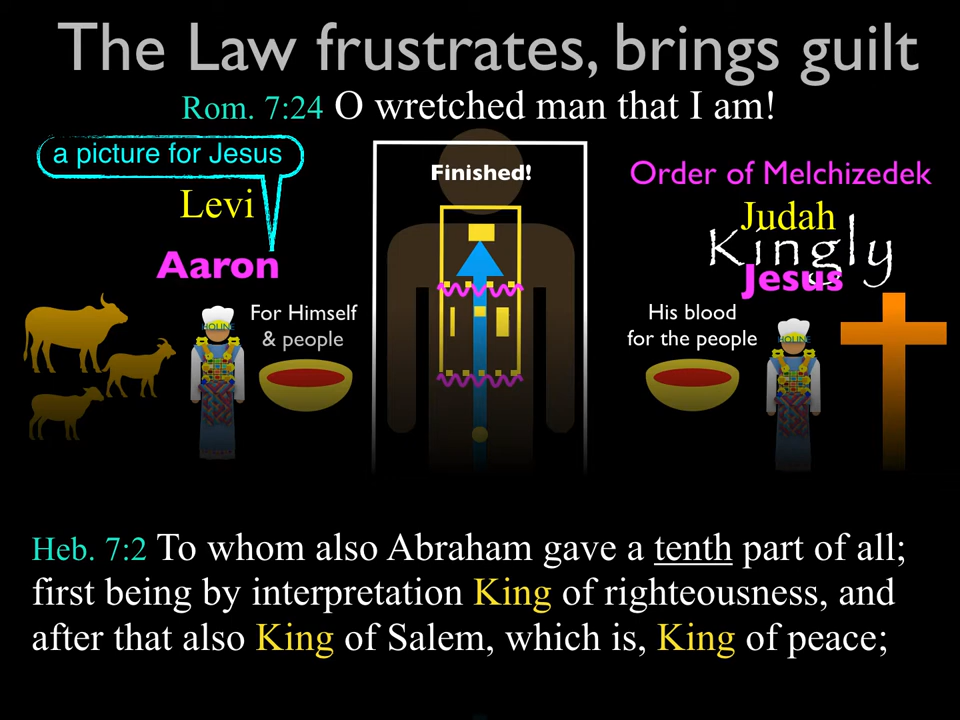 The Law frustrates, brings guilt
Rom. 7:24 O wretched man that I am!
a picture for Jesus
Levi
Aaron
For Himself
& people
HOLINE
Finished!
Order of Melchizedek
Judah
Kingly
Jesus
His blood
for the people
HOLINE
Heb. 7:2 To whom also Abraham gave a tenth part of all;
first being by interpretation King of righteousness, and
after that also King of Salem, which is, King of peace;